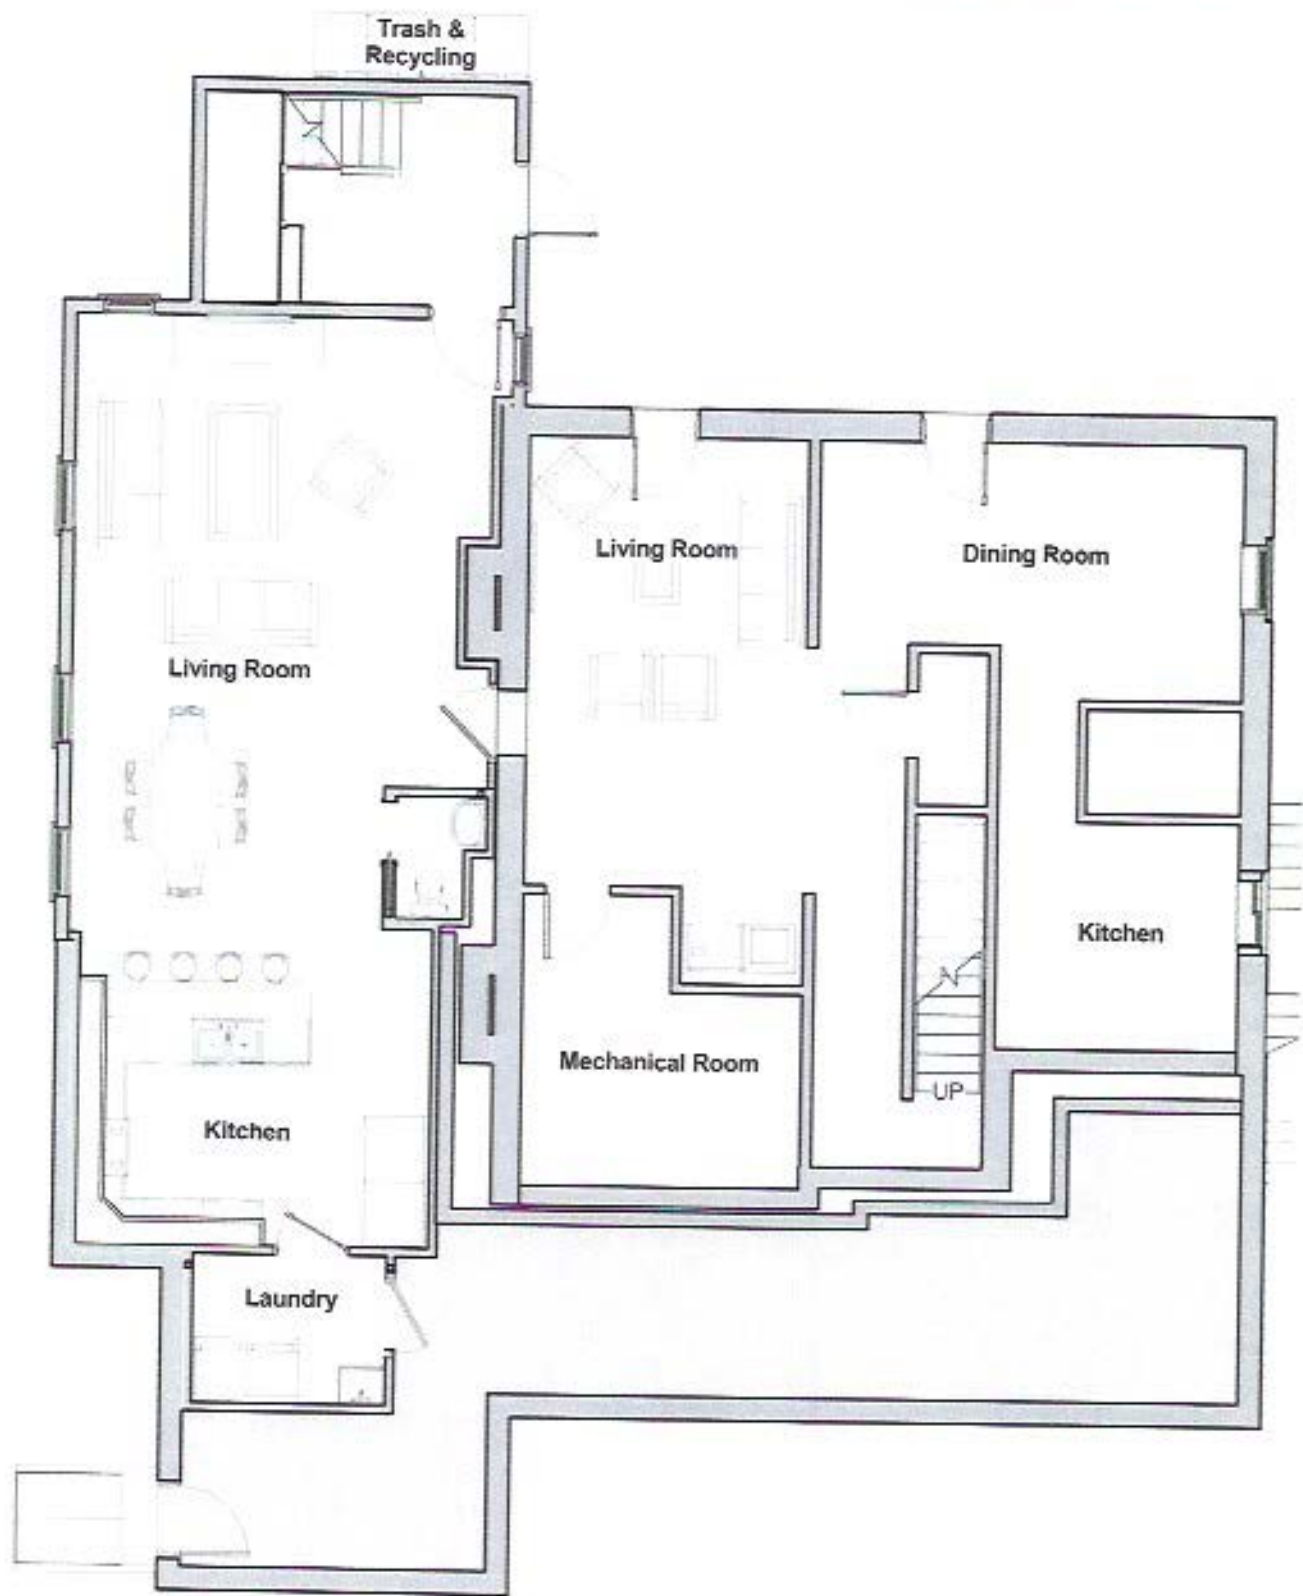 Trash &
Recycling
Living Room
Dining Room
Living Room
Kitchen
Mechanical Room
UP
Kitchen
Laundry